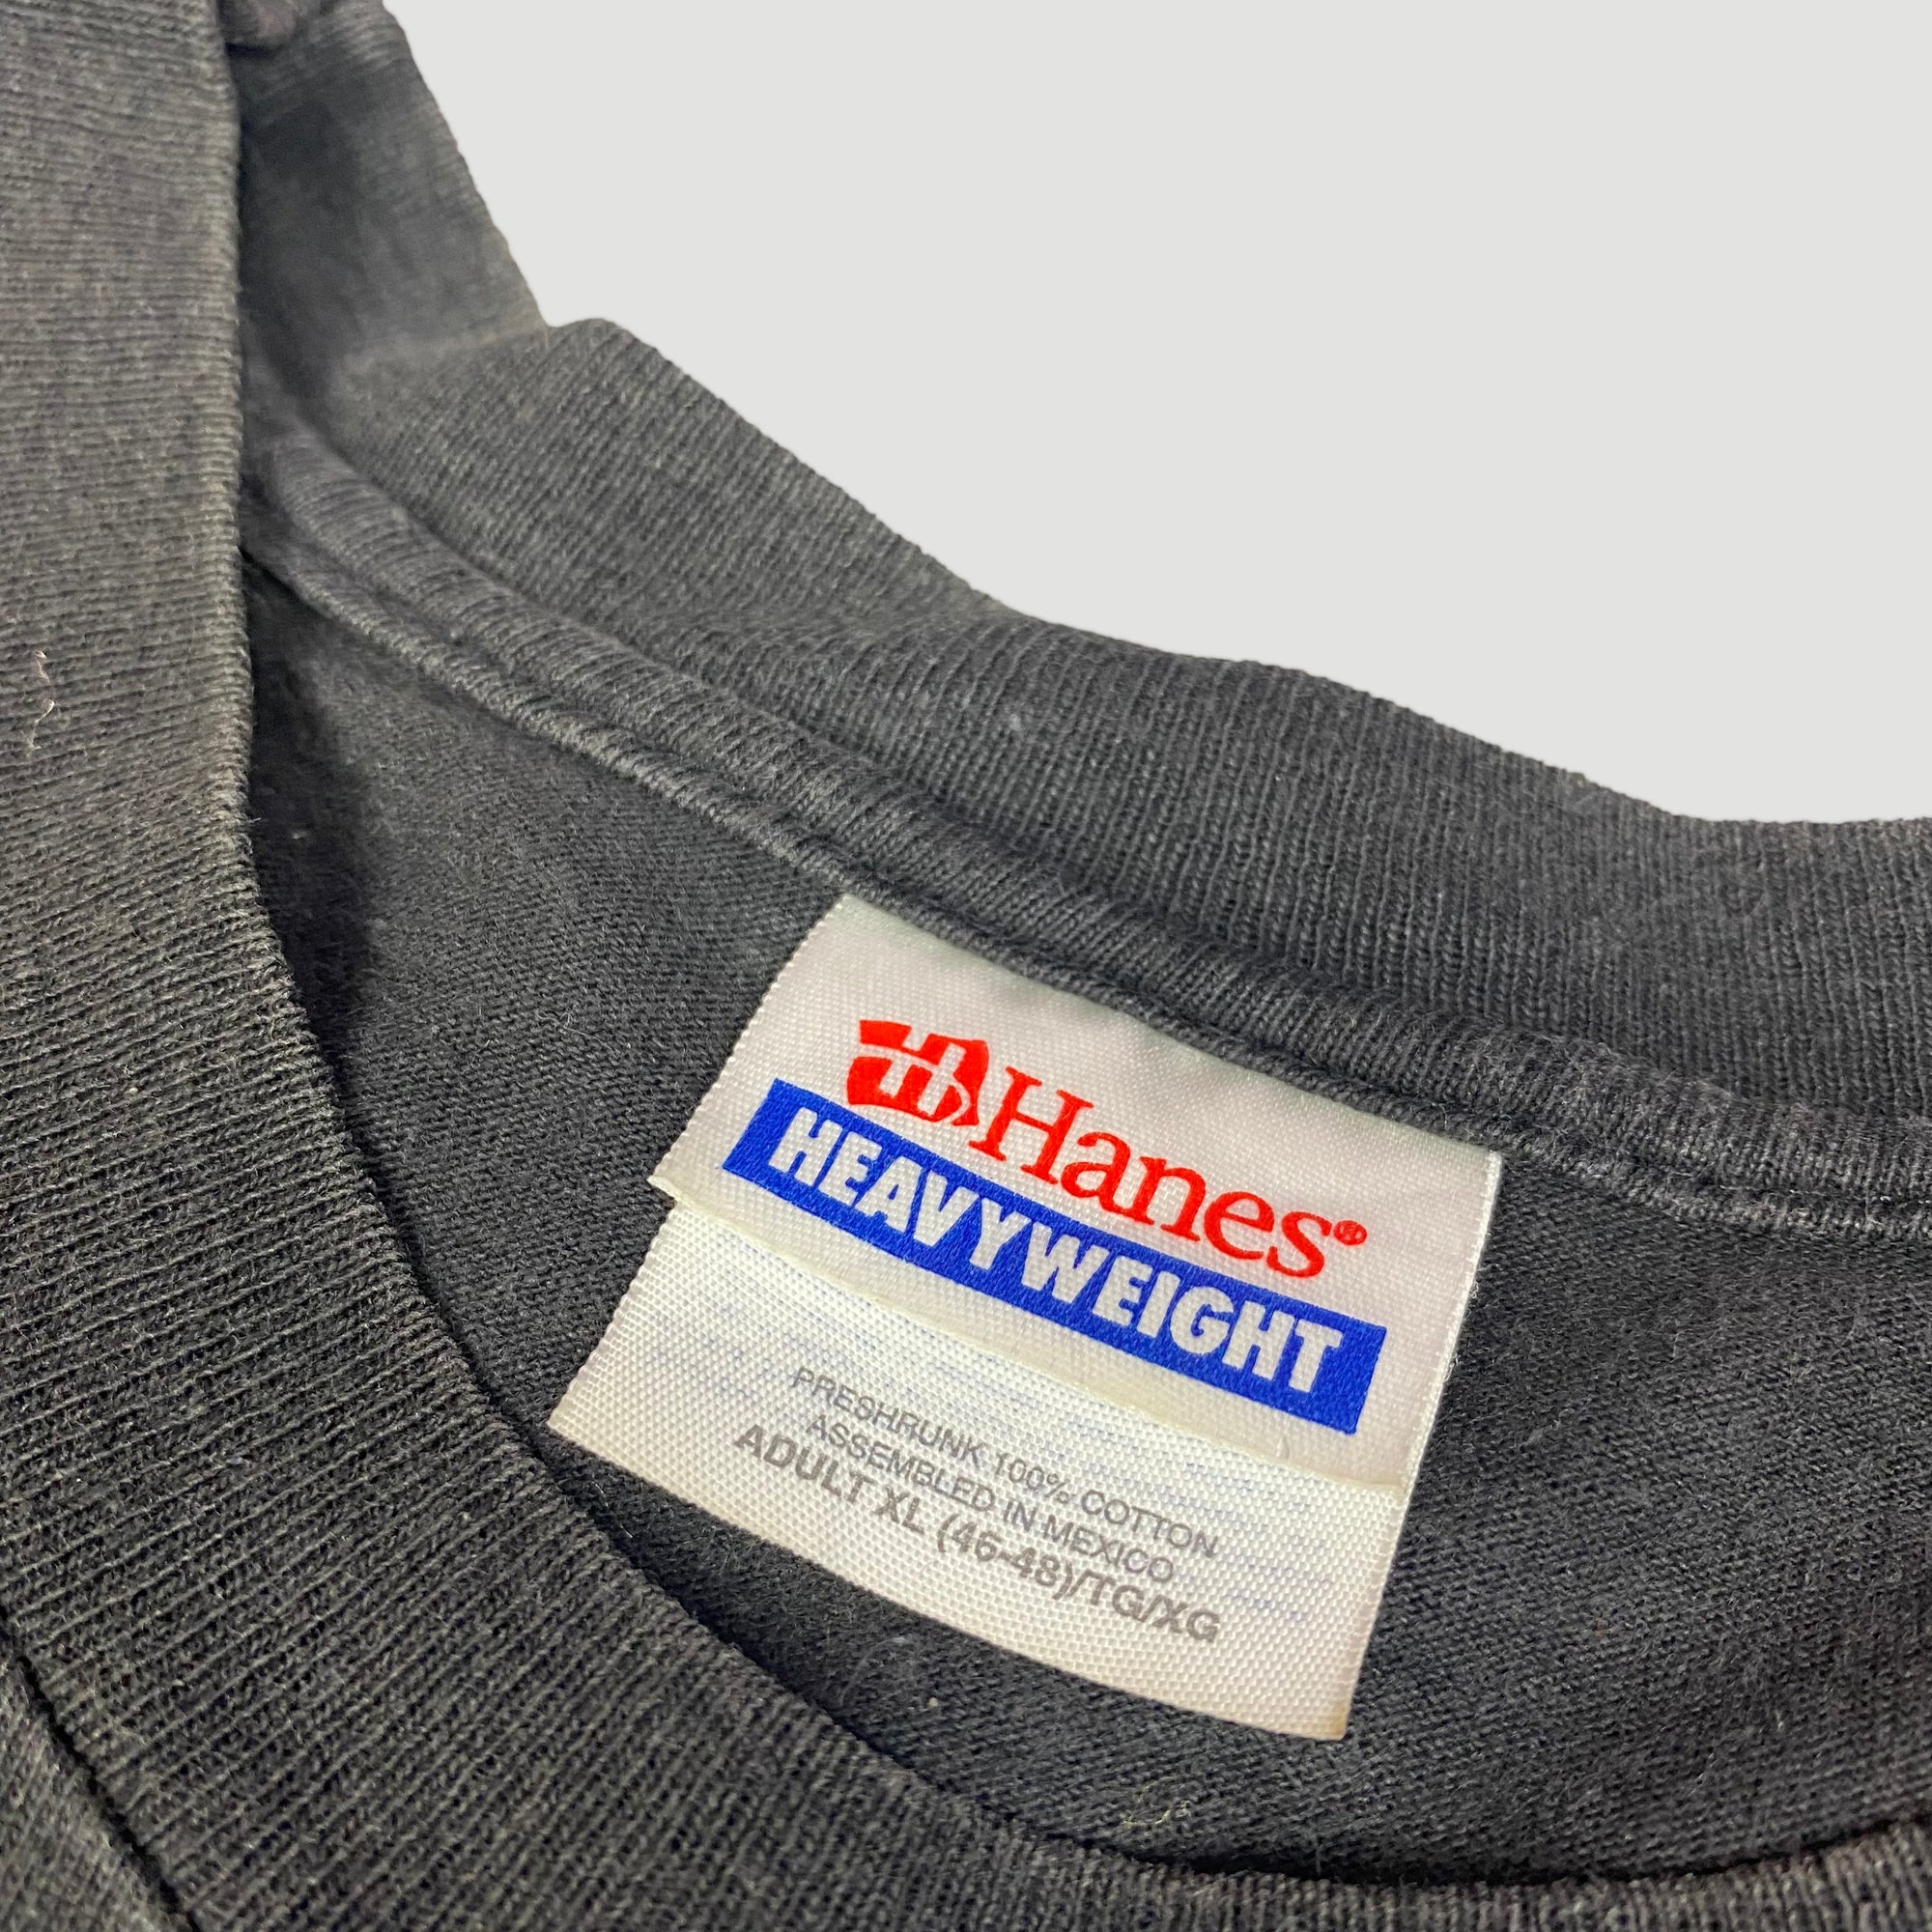 Hanes®
HEAVYWEIGHT
PRESHRUNK 100% COTTON
ASSEMBLED IN MEXICO
ADULT XL (46-48)/TG/XG